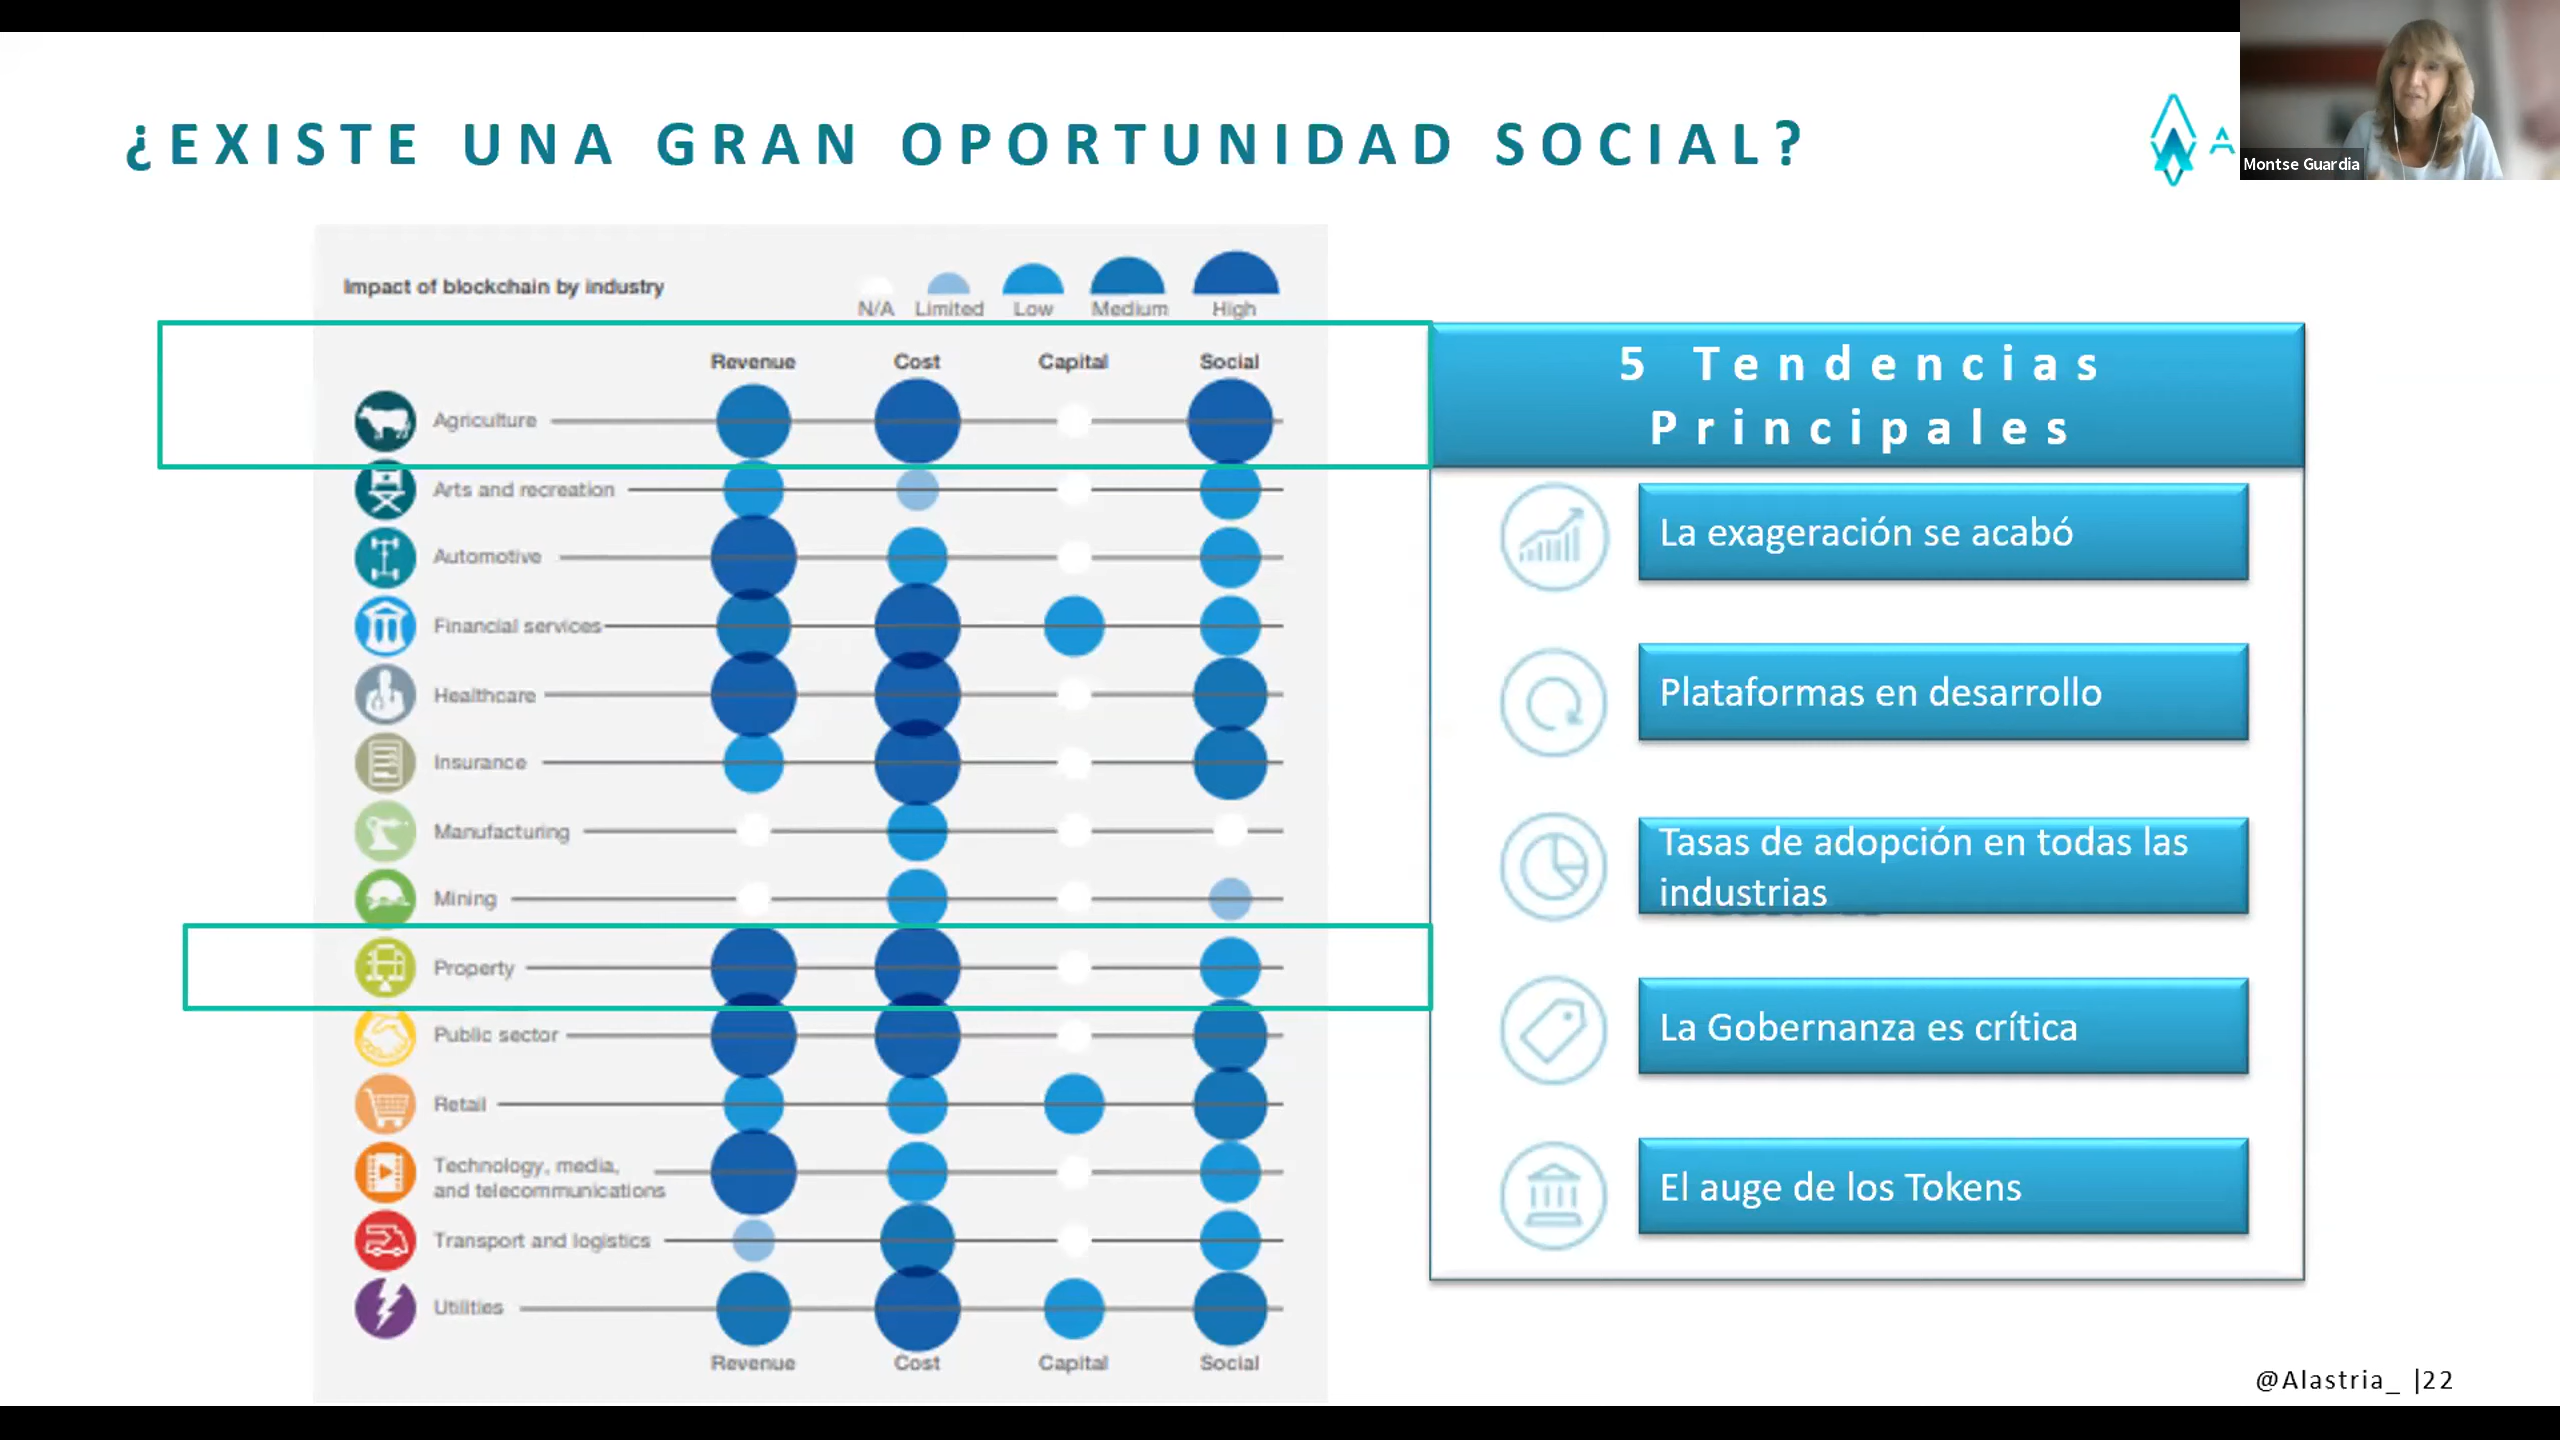 ¿EXISTE UNA GRAN OPORTUNIDAD SOCIAL?
A
Montse Guardia
Impact of blockchain by industry
N/A Limited Low Medium High
Revenue Cost Capital Social
Agriculture
Arts and recreation
Automotive
Financial services
Healthcare
Insurance
Manufacturing
Mining
Property
Public sector
Retail
Technology, media,
and telecommunications
Transport and logistics
Utilities
Revenue Cost Capital Social
5 Tendencias
Principales
La exageración se acabó
Plataformas en desarrollo
Tasas de adopción en todas las
industrias
La Gobernanza es crítica
El auge de los Tokens
@Alastria_ |22